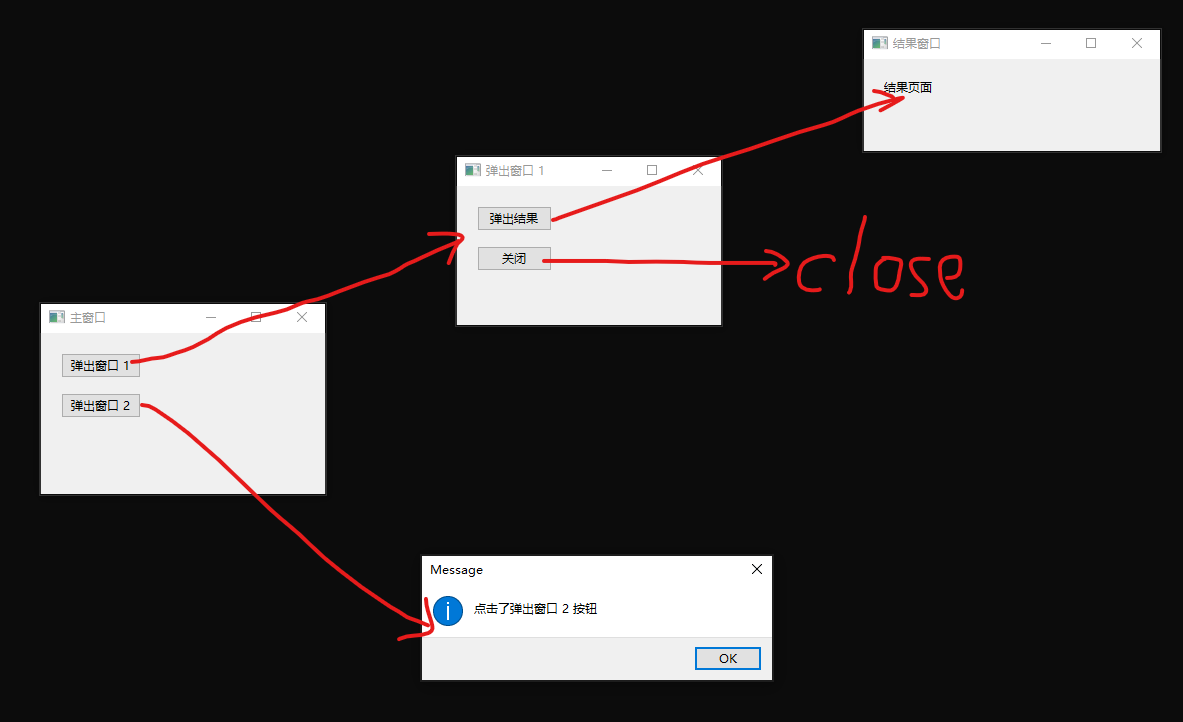 结果窗口
结果页面
弹出窗口 1
弹出结果
关闭
close
主窗口
弹出窗口 1
弹出窗口 2
Message
点击了弹出窗口 2 按钮
OK